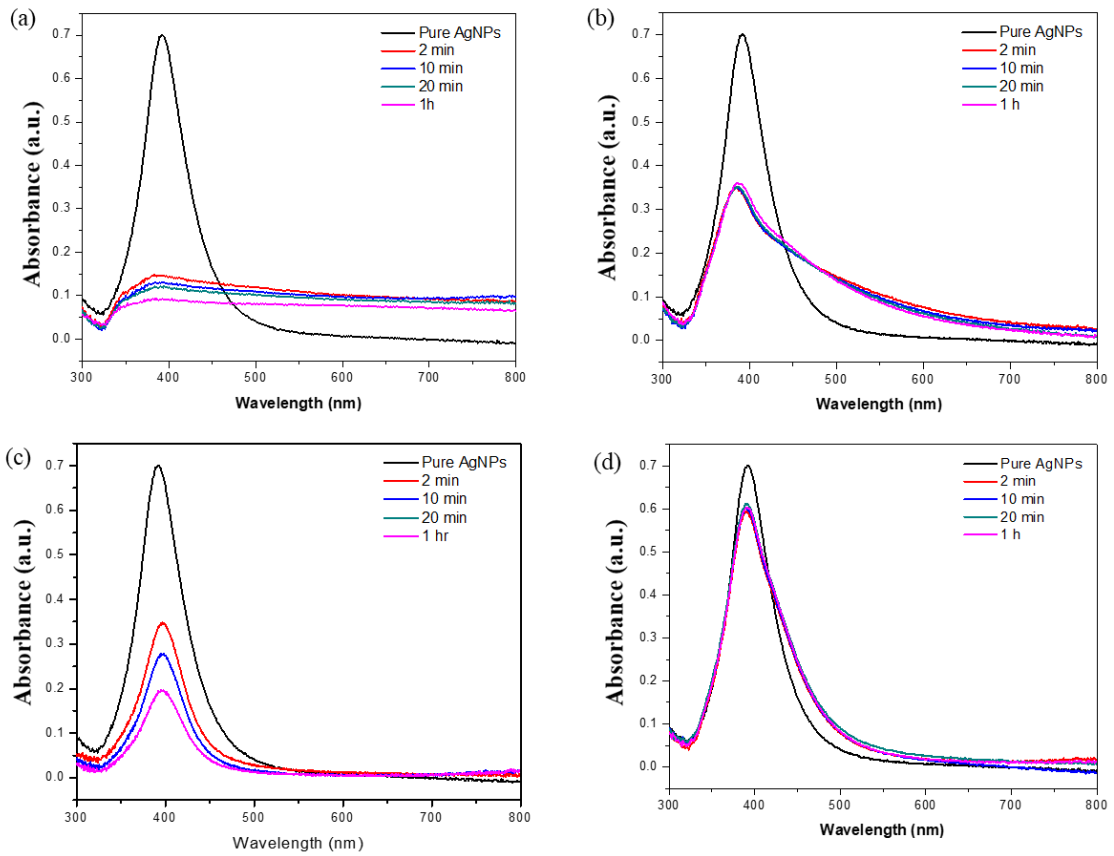 (a)
Pure AgNPs
2 min
10 min
20 min
1h
Absorbance (a.u.)
0.7
0.6
0.5
0.4
0.3
0.2
0.1
0.0
300 400 500 600 700 800
Wavelength (nm)
(b)
Pure AgNPs
2 min
10 min
20 min
1 h
Absorbance (a.u.)
0.7
0.6
0.5
0.4
0.3
0.2
0.1
0.0
300 400 500 600 700 800
Wavelength (nm)
(c)
Pure AgNPs
2 min
10 min
20 min
1 hr
Absorbance (a.u.)
0.7
0.6
0.5
0.4
0.3
0.2
0.1
0.0
300 400 500 600 700 800
Wavelength (nm)
(d)
Pure AgNPs
2 min
10 min
20 min
1 h
Absorbance (a.u.)
0.7
0.6
0.5
0.4
0.3
0.2
0.1
0.0
300 400 500 600 700 800
Wavelength (nm)